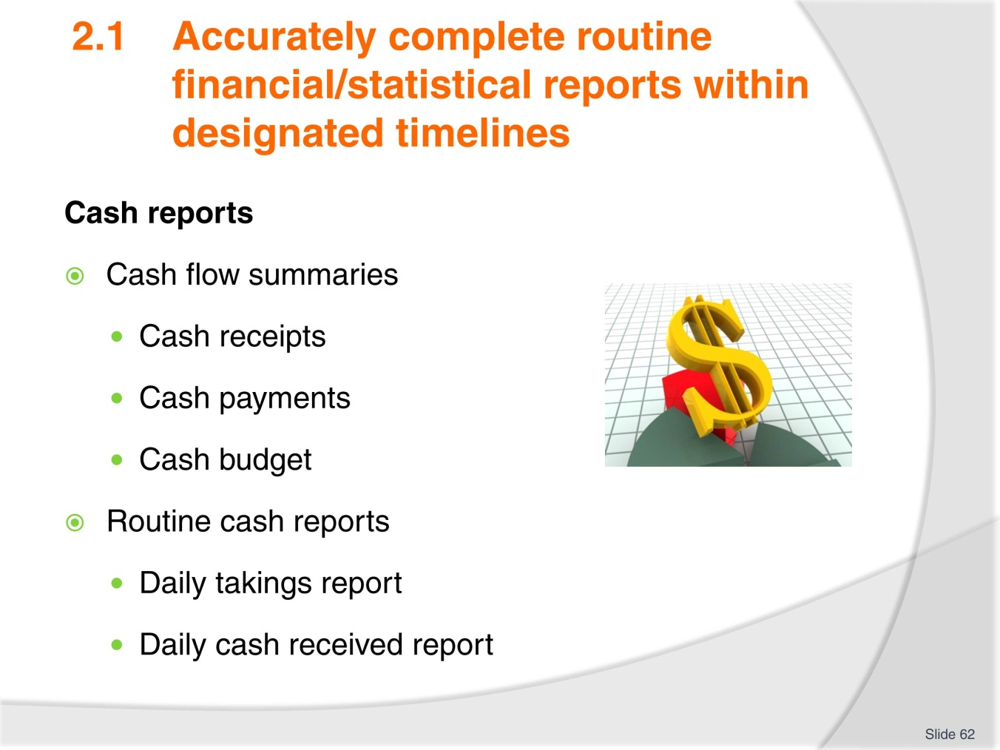 2.1 Accurately complete routine
financial/statistical reports within
designated timelines
Cash reports
Cash flow summaries
Cash receipts
Cash payments
Cash budget
Routine cash reports
Daily takings report
Daily cash received report
Slide 62